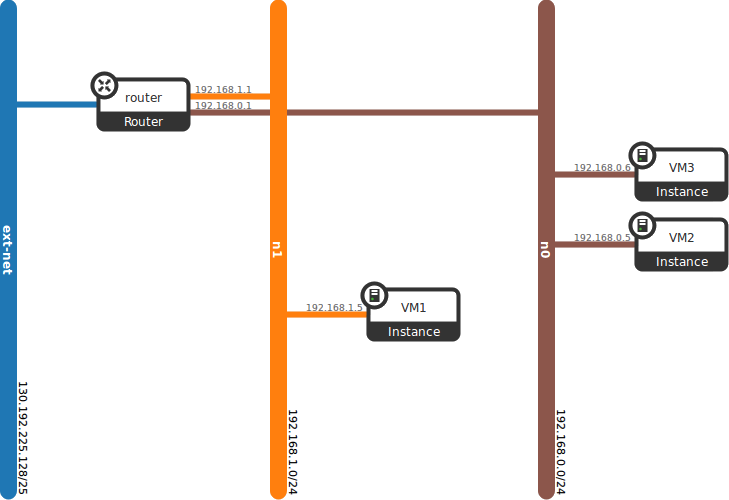 192.168.1.1
router
192.168.0.1
Router
192.168.0.6
VM3
Instance
ext-net
n1
n0
192.168.0.5
VM2
Instance
192.168.1.5
VM1
Instance
130.192.225.128/25
192.168.1.0/24
192.168.0.0/24